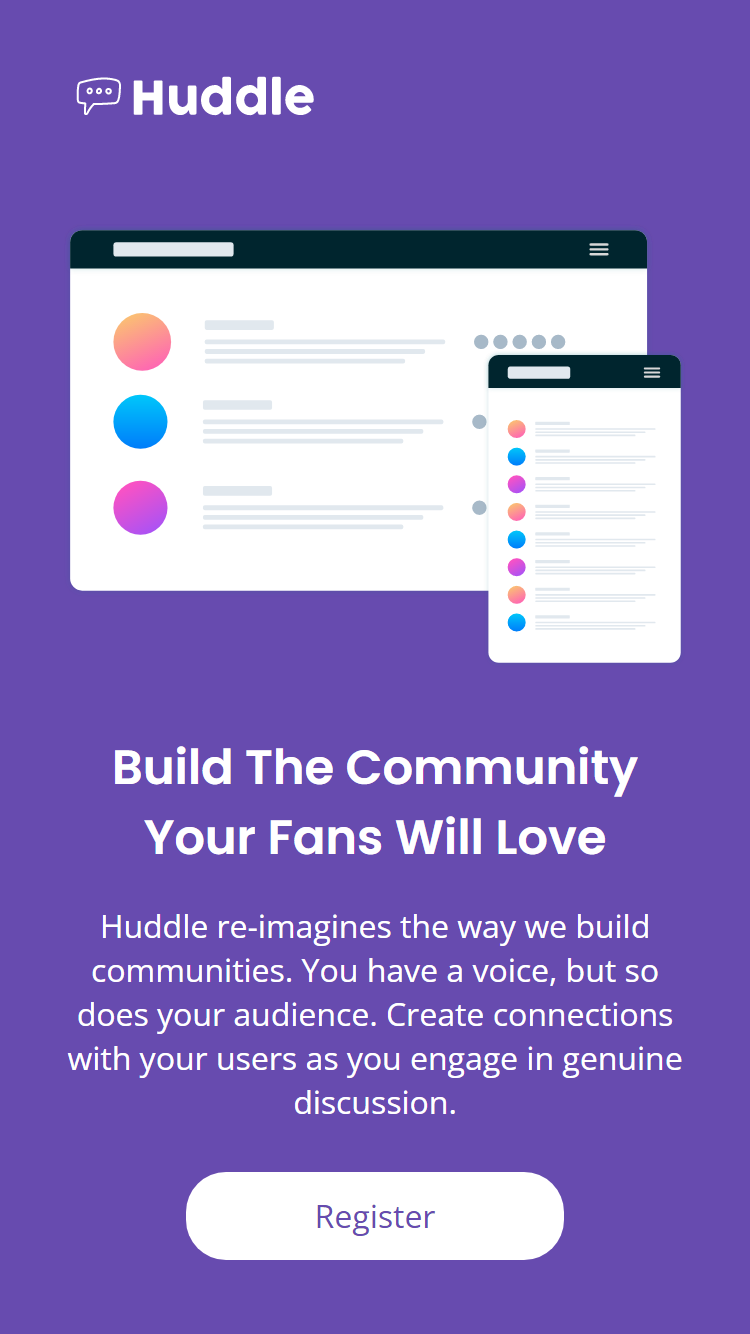 Huddle
Build The Community
Your Fans Will Love
Huddle re-imagines the way we build
communities. You have a voice, but so
does your audience. Create connections
with your users as you engage in genuine
discussion.
Register